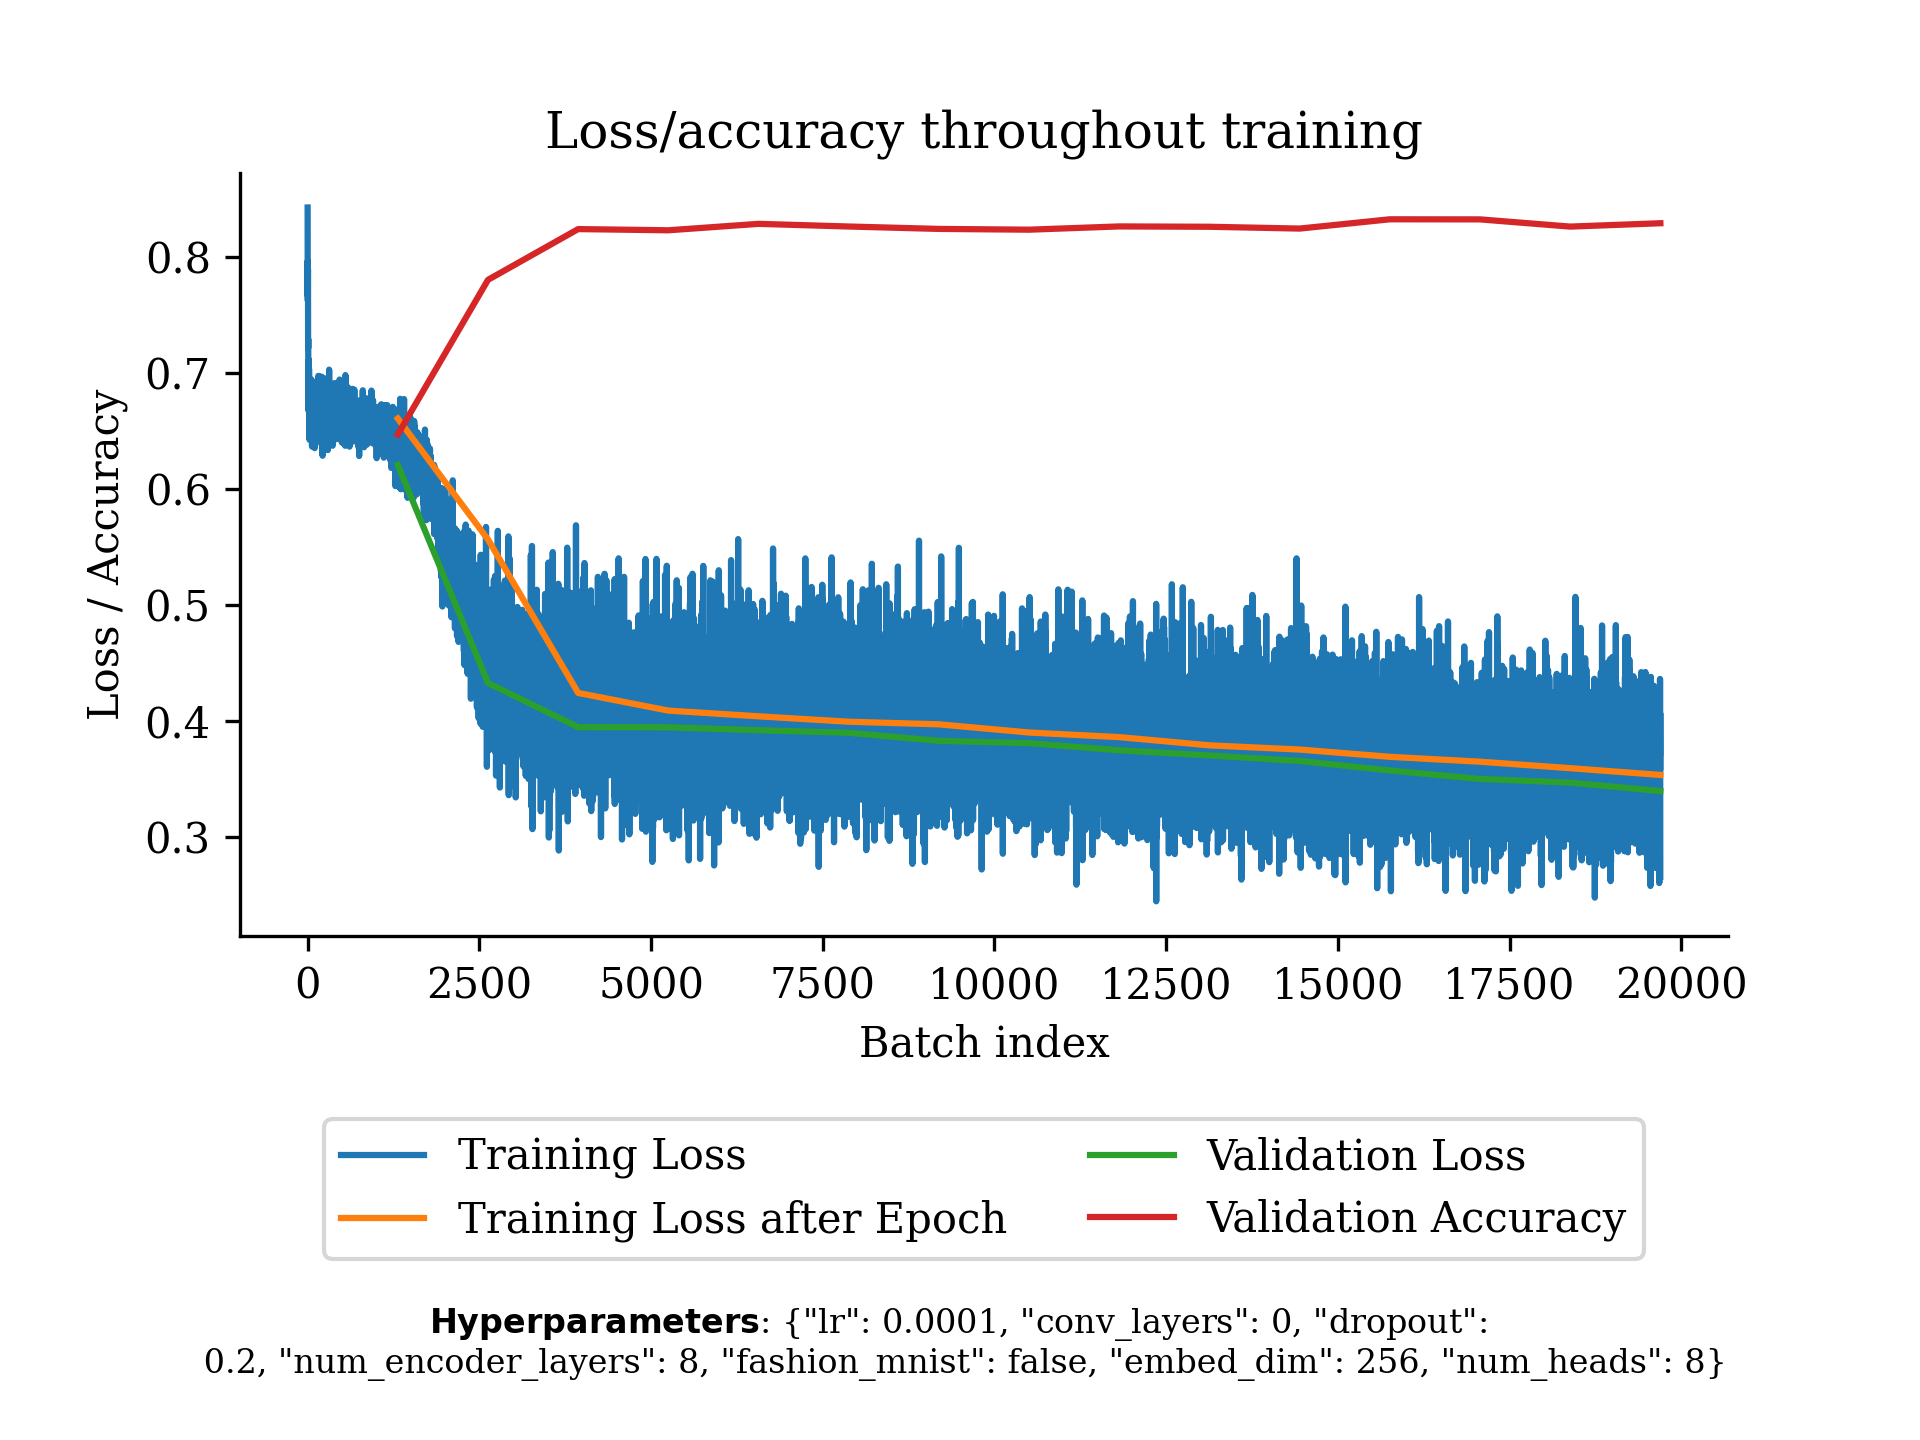 Loss/accuracy throughout training
Loss / Accuracy
0.8
0.7
0.6
0.5
0.4
0.3
0 2500 5000 7500 10000 12500 15000 17500 20000
Batch index
Training Loss
Training Loss after Epoch
Validation Loss
Validation Accuracy
Hyperparameters: {"lr": 0.0001, "conv_layers": 0, "dropout":
0.2, "num_encoder_layers": 8, "fashion_mnist": false, "embed_dim": 256, "num_heads": 8}